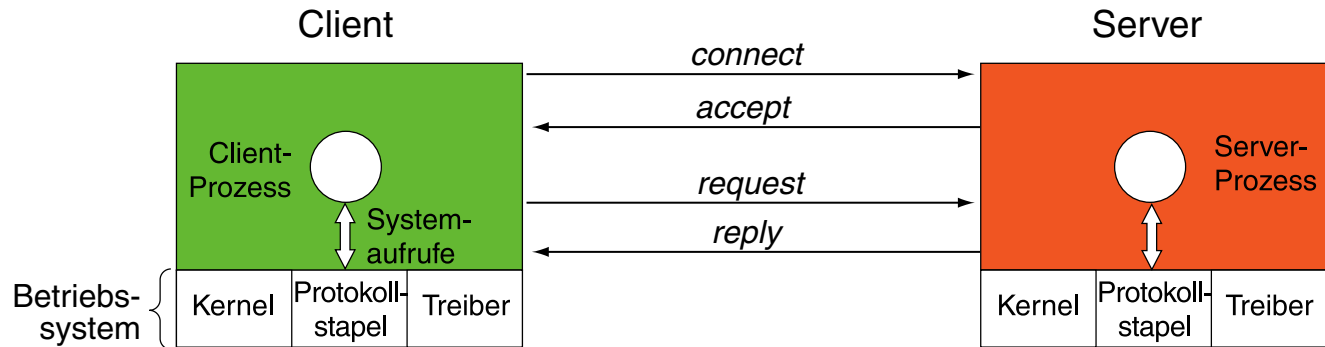 Client
Server
connect
accept
Client-
Prozess
Server-
Prozess
request
System-
aufrufe
reply
Betriebs-
system
Kernel
Protokoll-
stapel
Treiber
Kernel
Protokoll-
stapel
Treiber